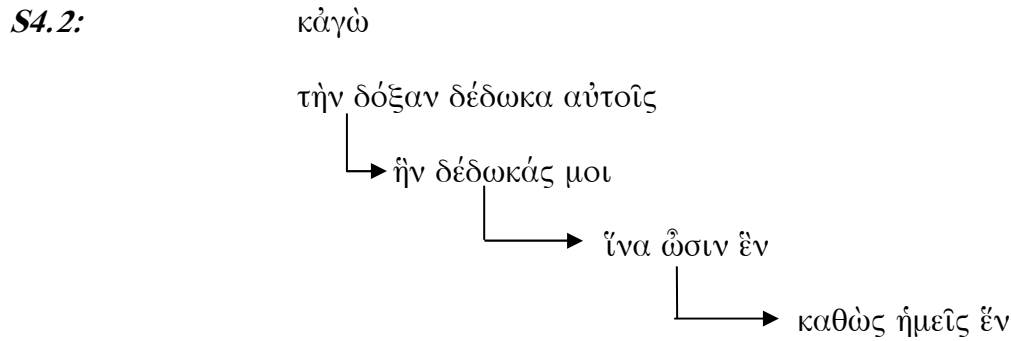 S4.2: κἀγὼ
τὴν δόξαν δέδωκα αὐτοῖς
ἣν δέδωκάς μοι
ἵνα ὦσιν ἓν
καθὼς ἡμεῖς ἕν